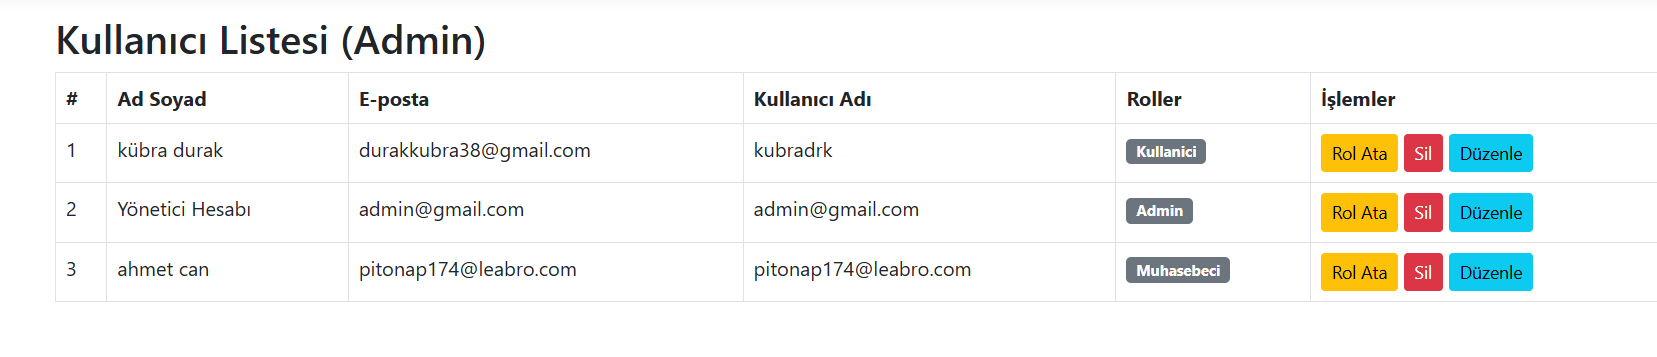 Kullanıcı Listesi (Admin)
# Ad Soyad E-posta Kullanıcı Adı Roller İşlemler
1 kübra durak durakkubra38@gmail.com kubradrk Kullanici Rol Ata Sil Düzenle
2 Yönetici Hesabı admin@gmail.com admin@gmail.com Admin Rol Ata Sil Düzenle
3 ahmet can pitonap174@leabro.com pitonap174@leabro.com Muhasebeci Rol Ata Sil Düzenle